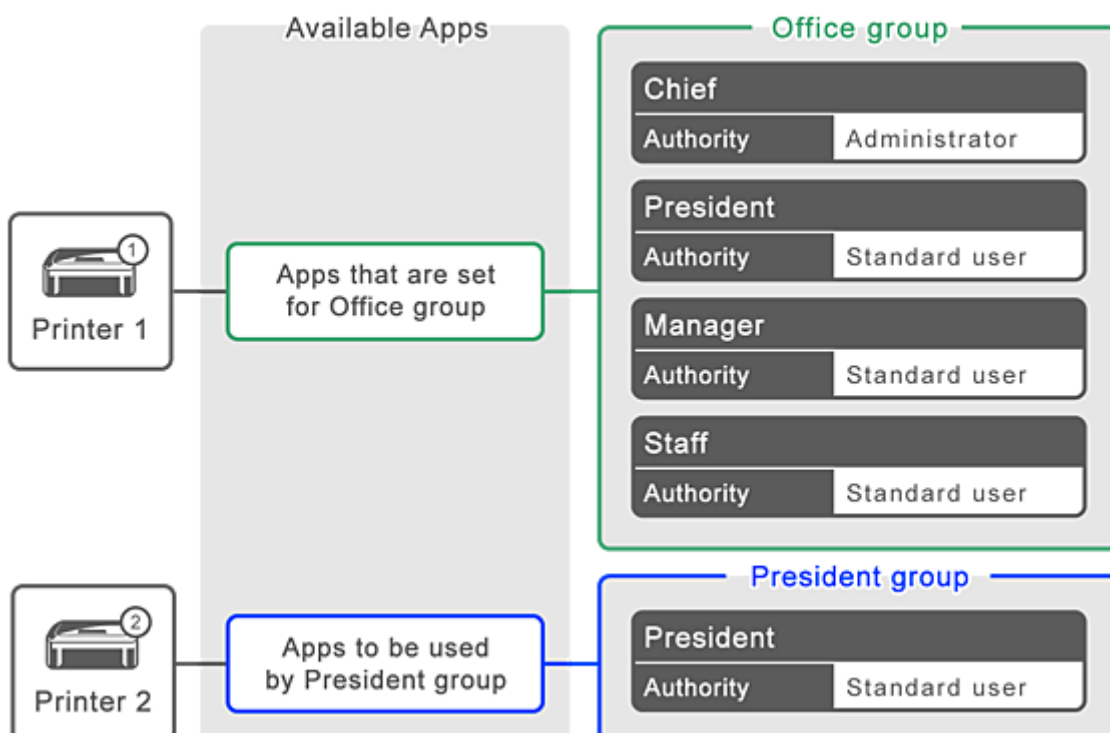 Available Apps
Office group
Chief
Authority Administrator
President
Authority Standard user
1
Printer 1
Apps that are set
for Office group
Manager
Authority Standard user
Staff
Authority Standard user
President group
2
Printer 2
Apps to be used
by President group
President
Authority Standard user